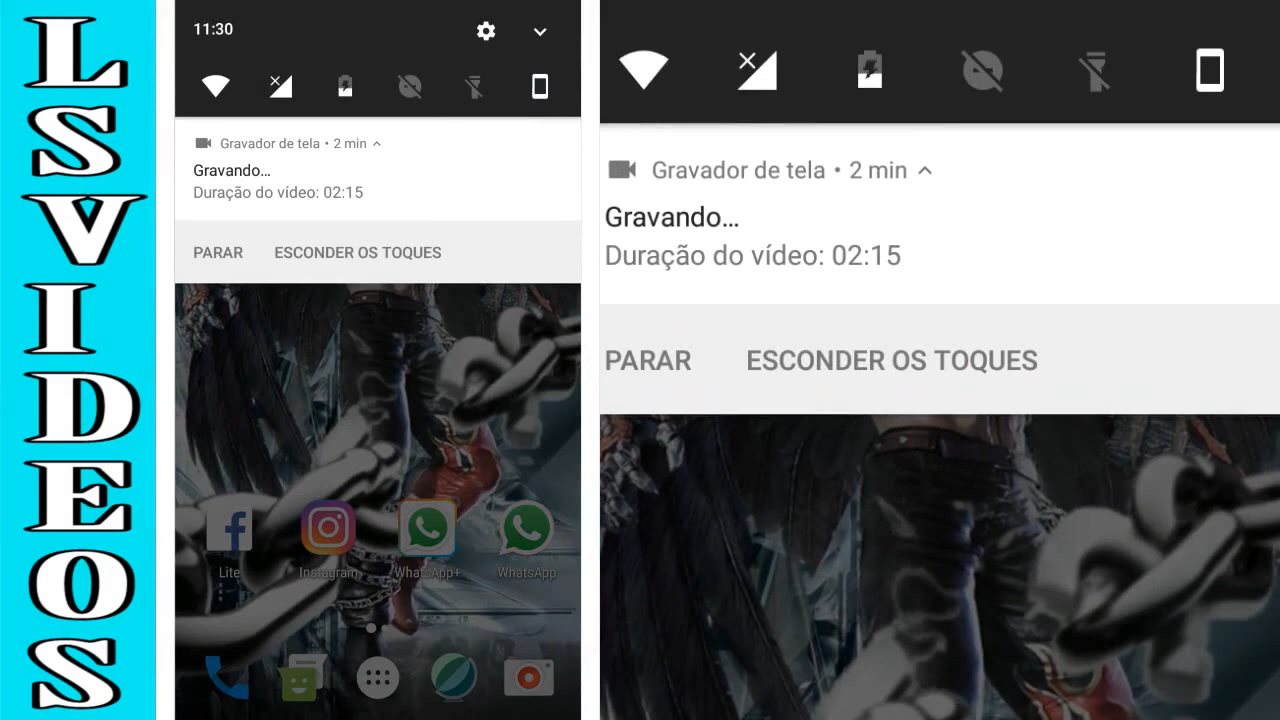 LSVIDEOS
11:30
Gravador de tela • 2 min
Gravando...
Duração do vídeo: 02:15
PARAR ESCONDER OS TOQUES
Lite Instagram WhatsApp+ WhatsApp
Gravador de tela • 2 min
Gravando...
Duração do vídeo: 02:15
PARAR ESCONDER OS TOQUES